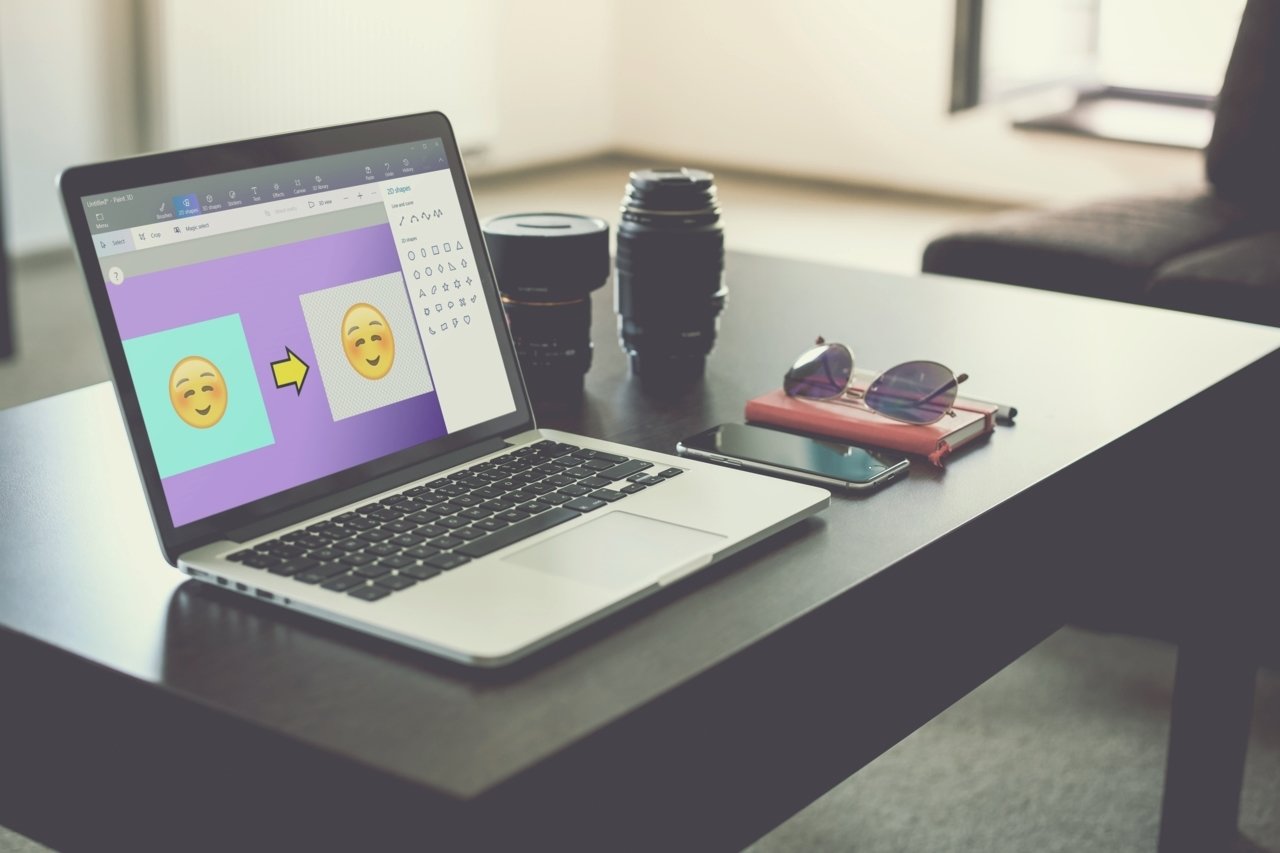 Untitled* - Paint 3D
Menu
Brushes
2D shapes
3D shapes
Stickers
Text
Effects
Canvas
3D library
Paste
Undo
History
Select
Crop
Magic select
3D view
?
2D shapes
Line and curve
2D shapes